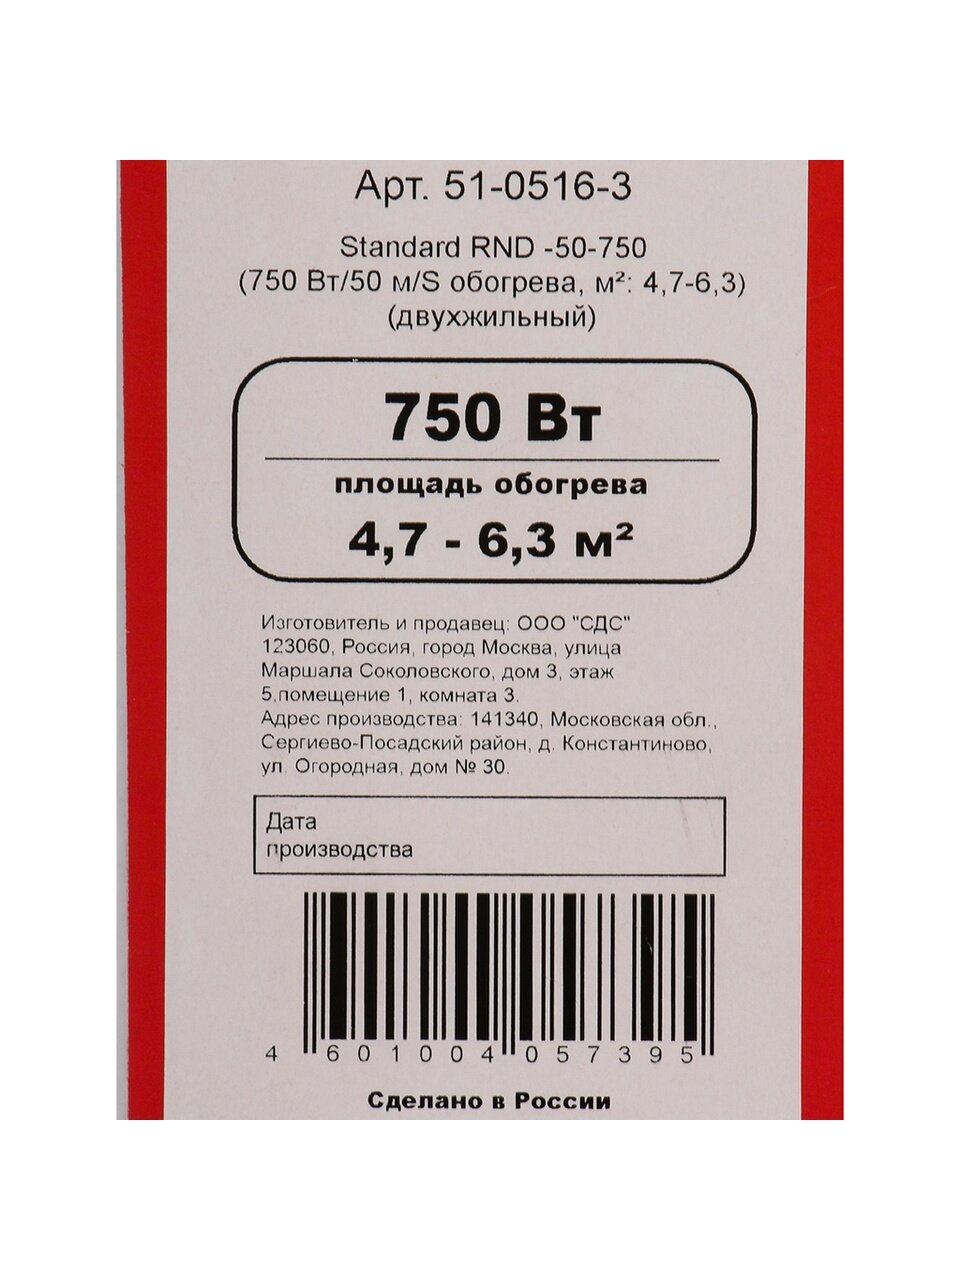 Арт. 51-0516-3
Standard RND -50-750
(750 Вт/50 м/S обогрева, м²: 4,7-6,3)
(двухжильный)
750 Вт
площадь обогрева
4,7 - 6,3 м²
Изготовитель и продавец: ООО "СДС"
123060, Россия, город Москва, улица
Маршала Соколовского, дом 3, этаж
5,помещение 1, комната 3.
Адрес производства: 141340, Московская обл.,
Сергиево-Посадский район, д. Константиново,
ул. Огородная, дом № 30.
Дата
производства
4 601004 057395
Сделано в России